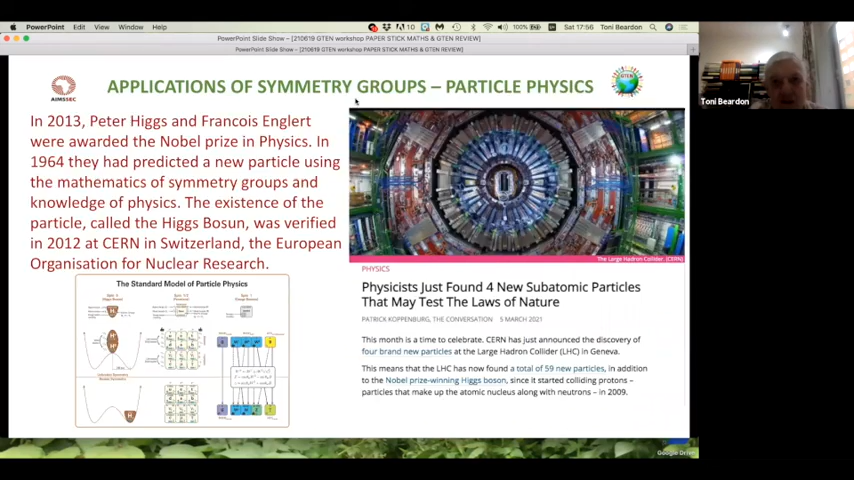 PowerPoint File Edit View Window Help
10
100%
Sat 17:56 Toni Beardon
PowerPoint Slide Show – [210619 GTEN workshop PAPER STICK MATHS & GTEN REVIEW]
PowerPoint Slide Show – [210619 GTEN workshop PAPER STICK MATHS & GTEN REVIEW]
AIMSSEC
APPLICATIONS OF SYMMETRY GROUPS – PARTICLE PHYSICS
GTEN
Toni Beardon
In 2013, Peter Higgs and Francois Englert
were awarded the Nobel prize in Physics. In
1964 they had predicted a new particle using
the mathematics of symmetry groups and
knowledge of physics. The existence of the
particle, called the Higgs Bosun, was verified
in 2012 at CERN in Switzerland, the European
Organisation for Nuclear Research.
The Standard Model of Particle Physics
The Large Hadron Collider. (CERN)
PHYSICS
Physicists Just Found 4 New Subatomic Particles
That May Test The Laws of Nature
PATRICK KOPPENBURG, THE CONVERSATION 5 MARCH 2021
This month is a time to celebrate. CERN has just announced the discovery of
four brand new particles at the Large Hadron Collider (LHC) in Geneva.
This means that the LHC has now found a total of 59 new particles, in addition
to the Nobel prize-winning Higgs boson, since it started colliding protons –
particles that make up the atomic nucleus along with neutrons – in 2009.